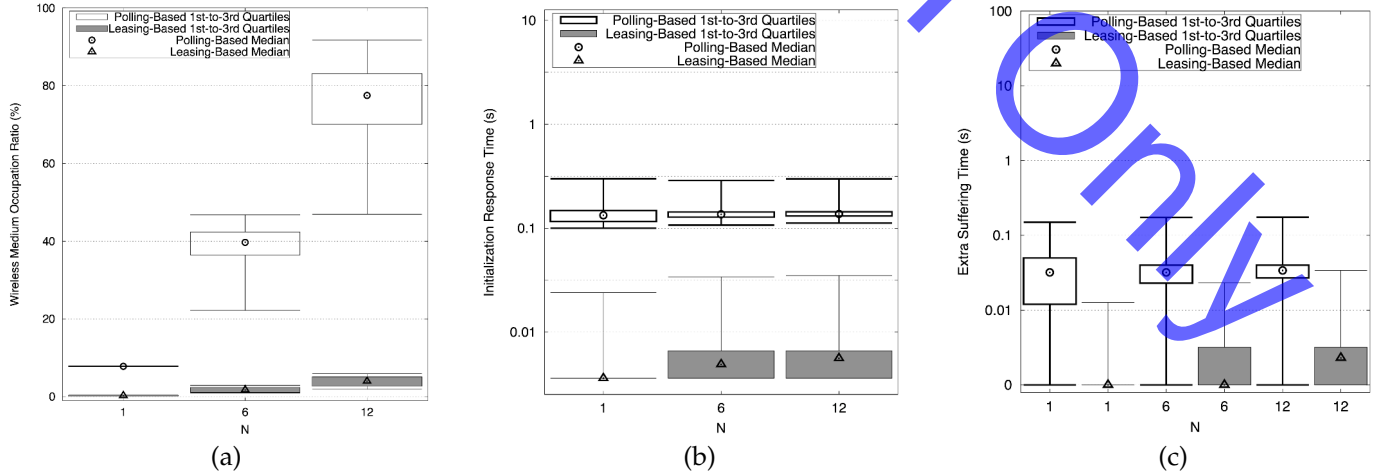 Polling-Based 1st-to-3rd Quartiles
Leasing-Based 1st-to-3rd Quartiles
Polling-Based Median
Leasing-Based Median
Wireless Medium Occupation Ratio (%)
100
80
60
40
20
0
1 6 12
N
(a)
Polling-Based 1st-to-3rd Quartiles
Leasing-Based 1st-to-3rd Quartiles
Polling-Based Median
Leasing-Based Median
Initialization Response Time (s)
10
1
0.1
0.01
1 6 12
N
(b)
Polling-Based 1st-to-3rd Quartiles
Leasing-Based 1st-to-3rd Quartiles
Polling-Based Median
Leasing-Based Median
Extra Suffering Time (s)
100
10
1
0.1
0.01
0
1 1 6 6 12 12
N
(c)
Only